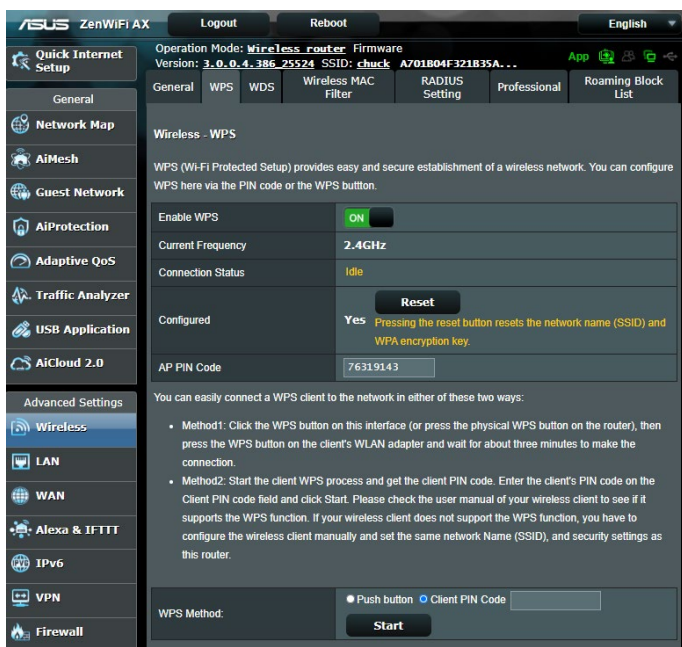 ASUS ZenWiFi AX Logout Reboot English
Quick Internet Setup
Operation Mode: Wireless router Firmware
Version: 3.0.0.4.386_25524 SSID: chuck A701B04F321B35A... App
General WPS WDS Wireless MAC Filter RADIUS Setting Professional Roaming Block List
General
Network Map
AiMesh
Guest Network
AiProtection
Adaptive QoS
Traffic Analyzer
USB Application
AiCloud 2.0
Advanced Settings
Wireless
LAN
WAN
Alexa & IFTTT
IPv6
VPN
Firewall
Wireless - WPS
WPS (Wi-Fi Protected Setup) provides easy and secure establishment of a wireless network. You can configure
WPS here via the PIN code or the WPS buttton.
Enable WPS ON
Current Frequency 2.4GHz
Connection Status Idle
Configured Yes Reset
Pressing the reset button resets the network name (SSID) and
WPA encryption key.
AP PIN Code 76319143
You can easily connect a WPS client to the network in either of these two ways:
• Method1: Click the WPS button on this interface (or press the physical WPS button on the router), then
press the WPS button on the client's WLAN adapter and wait for about three minutes to make the
connection.
• Method2: Start the client WPS process and get the client PIN code. Enter the client's PIN code on the
Client PIN code field and click Start. Please check the user manual of your wireless client to see if it
supports the WPS function. If your wireless client does not support the WPS function, you have to
configure the wireless client manually and set the same network Name (SSID), and security settings as
this router.
WPS Method: Push button Client PIN Code
Start